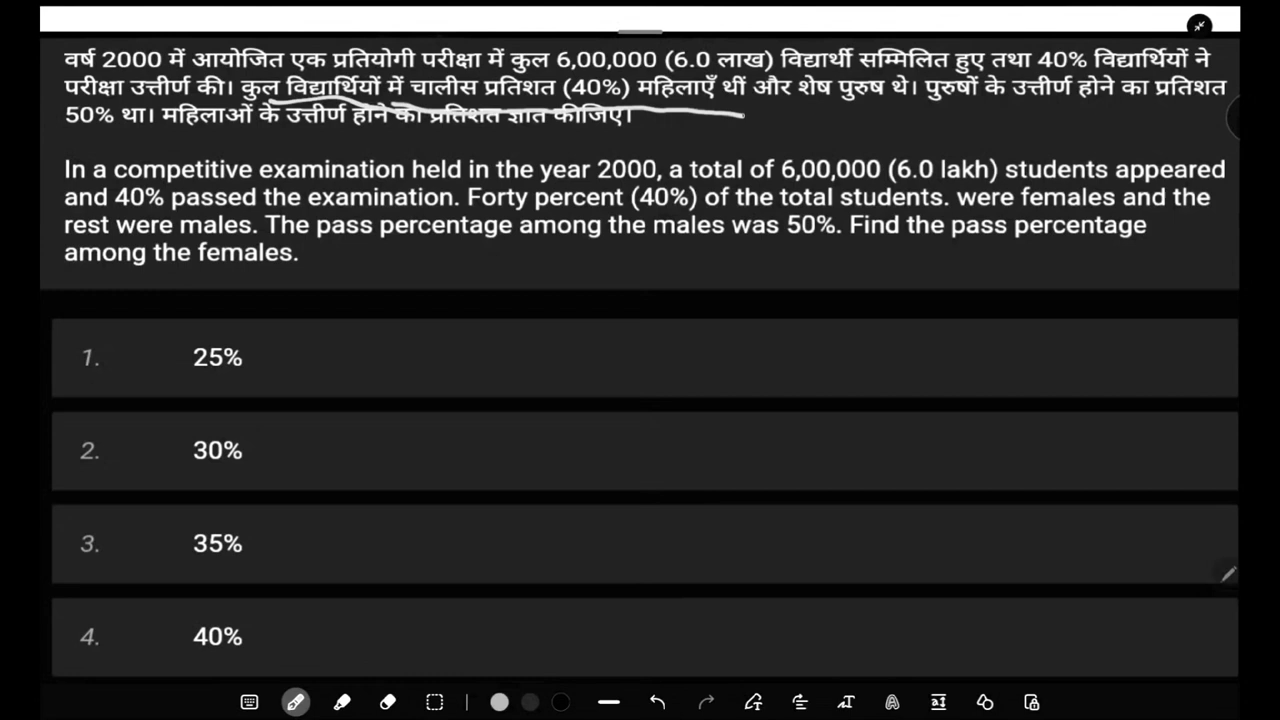 वर्ष 2000 में आयोजित एक प्रतियोगी परीक्षा में कुल 6,00,000 (6.0 लाख) विद्यार्थी सम्मिलित हुए तथा 40% विद्यार्थियों ने
परीक्षा उत्तीर्ण की। कुल विद्यार्थियों में चालीस प्रतिशत (40%) महिलाएँ थीं और शेष पुरुष थे। पुरुषों के उत्तीर्ण होने का प्रतिशत
50% था। महिलाओं के उत्तीर्ण होने का प्रतिशत ज्ञात कीजिए।
In a competitive examination held in the year 2000, a total of 6,00,000 (6.0 lakh) students appeared
and 40% passed the examination. Forty percent (40%) of the total students. were females and the
rest were males. The pass percentage among the males was 50%. Find the pass percentage
among the females.
1. 25%
2. 30%
3. 35%
4. 40%